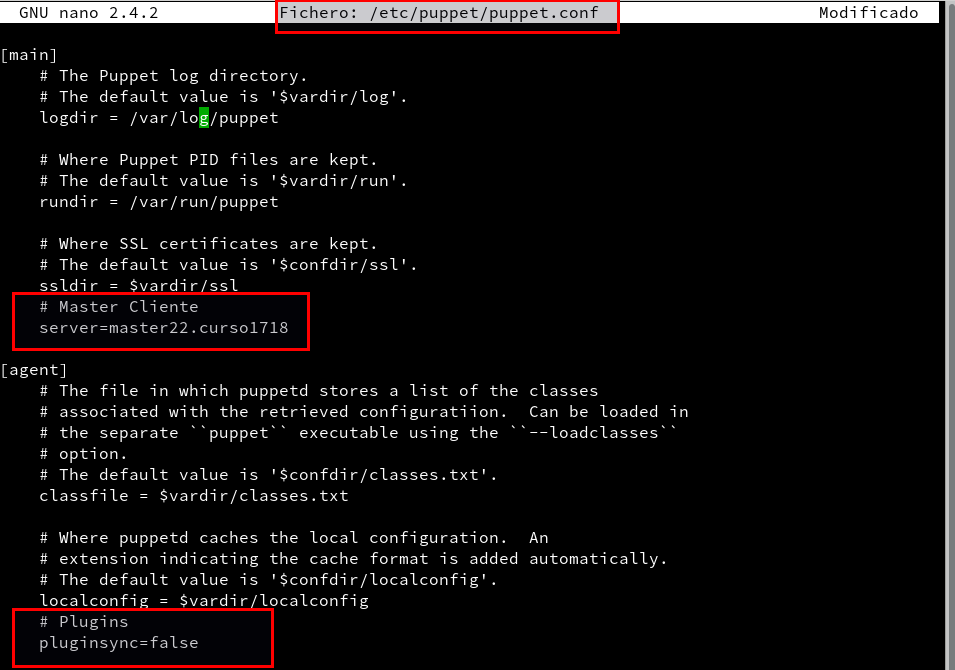 GNU nano 2.4.2 Fichero: /etc/puppet/puppet.conf Modificado
[main]
# The Puppet log directory.
# The default value is '$vardir/log'.
logdir = /var/log/puppet
# Where Puppet PID files are kept.
# The default value is '$vardir/run'.
rundir = /var/run/puppet
# Where SSL certificates are kept.
# The default value is '$confdir/ssl'.
ssldir = $vardir/ssl
# Master Cliente
server=master22.curso1718
[agent]
# The file in which puppetd stores a list of the classes
# associated with the retrieved configuratiion.  Can be loaded in
# the separate ``puppet`` executable using the ``--loadclasses``
# option.
# The default value is '$confdir/classes.txt'.
classfile = $vardir/classes.txt
# Where puppetd caches the local configuration.  An
# extension indicating the cache format is added automatically.
# The default value is '$confdir/localconfig'.
localconfig = $vardir/localconfig
# Plugins
pluginsync=false